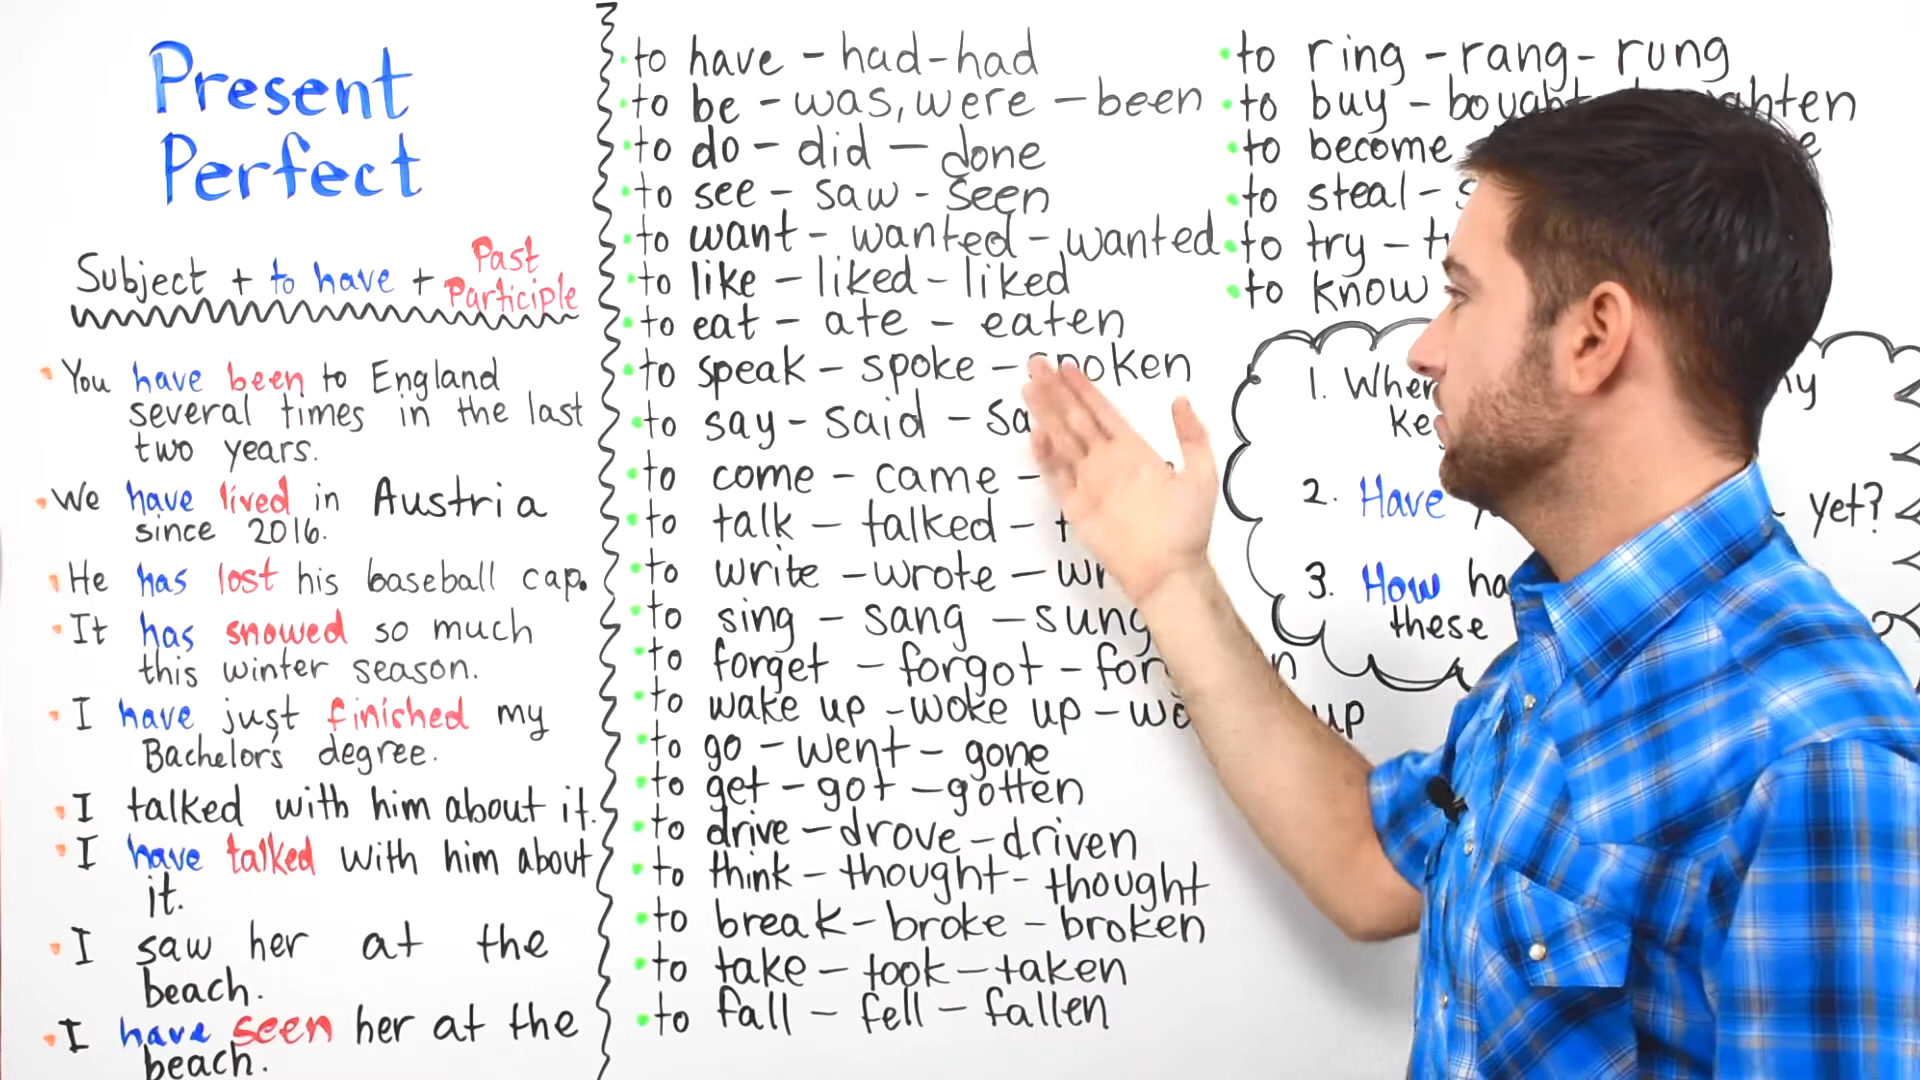 Present
Perfect
Subject + to have + Past
Participle
You have been to England
several times in the last
two years.
We have lived in Austria
since 2016.
He has lost his baseball cap.
It has snowed so much
this winter season.
I have just finished my
Bachelor's degree.
I talked with him about it.
I have talked with him about
it.
I saw her at the
beach.
I have seen her at the
beach.
to have - had - had
to be - was, were - been
to do - did - done
to see - saw - seen
to want - wanted - wanted
to like - liked - liked
to eat - ate - eaten
to speak - spoke - spoken
to say - said -
to come - came -
to talk - talked -
to write - wrote -
to sing - sang - sung
to forget - forgot -
to wake up - woke up - up
to go - went - gone
to get - got - gotten
to drive - drove - driven
to think - thought - thought
to break - broke - broken
to take - took - taken
to fall - fell - fallen
to ring - rang - rung
to buy - bought -
to become
to steal -
to try -
to know
1.
2. Have yet?
3. How
these